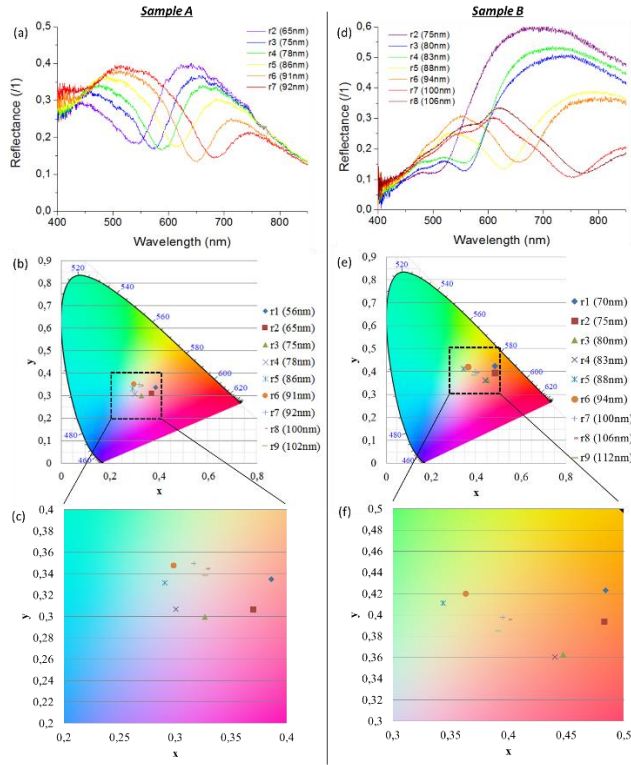 Sample A
Sample B
(a)
r2 (65nm)
r3 (75nm)
r4 (78nm)
r5 (86nm)
r6 (91nm)
r7 (92nm)
0,5
0,4
0,3
0,2
0,1
0,0
Reflectance (/1)
400 500 600 700 800
Wavelength (nm)
(d)
r2 (75nm)
r3 (80nm)
r4 (83nm)
r5 (88nm)
r6 (94nm)
r7 (100nm)
r8 (106nm)
0,6
0,5
0,4
0,3
0,2
0,1
0,0
Reflectance (/1)
400 500 600 700 800
Wavelength (nm)
(b)
0,9
0,8
0,7
0,6
0,5
0,4
0,3
0,2
0,1
0
y
520
540
560
580
600
620
480
460
0 0,2 0,4 0,6 0,8
x
r1 (56nm)
r2 (65nm)
r3 (75nm)
r4 (78nm)
r5 (86nm)
r6 (91nm)
r7 (92nm)
r8 (100nm)
r9 (102nm)
(e)
0,9
0,8
0,7
0,6
0,5
0,4
0,3
0,2
0,1
0
y
520
540
560
580
600
620
480
460
0 0,2 0,4 0,6 0,8
x
r1 (70nm)
r2 (75nm)
r3 (80nm)
r4 (83nm)
r5 (88nm)
r6 (94nm)
r7 (100nm)
r8 (106nm)
r9 (112nm)
(c)
0,4
0,38
0,36
0,34
0,32
0,3
0,28
0,26
0,24
0,22
0,2
y
0,2 0,25 0,3 0,35 0,4
x
(f)
0,5
0,48
0,46
0,44
0,42
0,4
0,38
0,36
0,34
0,32
0,3
y
0,3 0,35 0,4 0,45 0,5
x